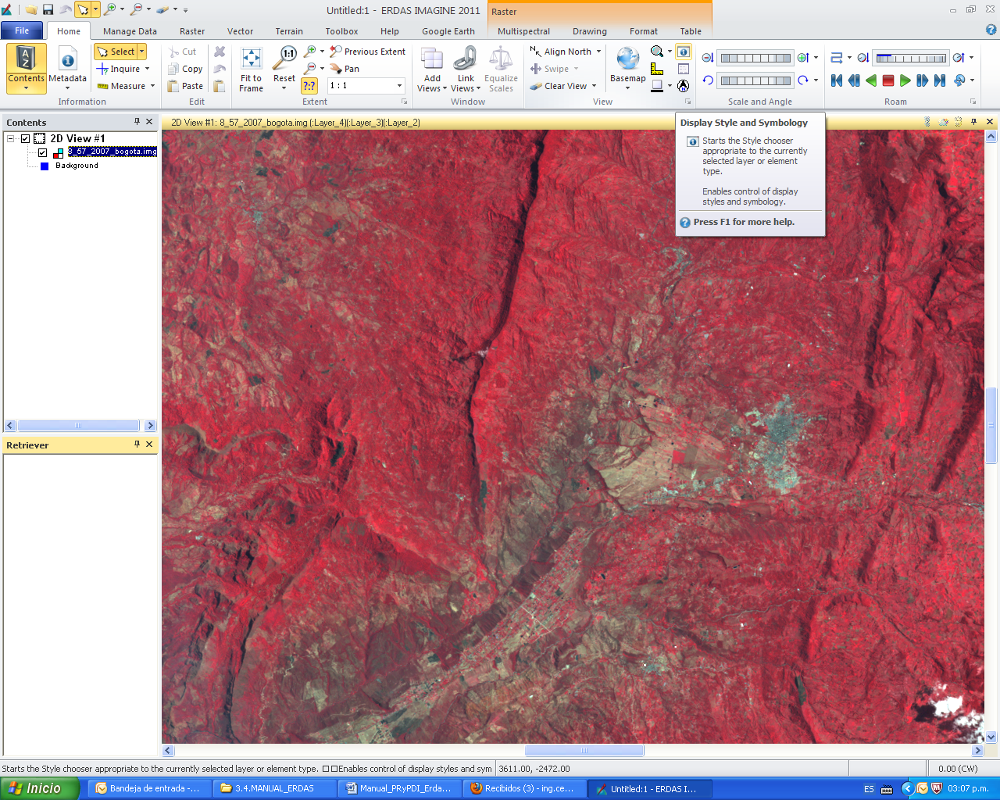 Untitled:1 - ERDAS IMAGINE 2011
Raster
File
Home
Manage Data
Raster
Vector
Terrain
Toolbox
Help
Google Earth
Multispectral
Drawing
Format
Table
Contents
Metadata
Select
Inquire
Measure
Information
Cut
Copy
Paste
Edit
Fit to
Frame
1:1
Reset
Previous Extent
Pan
?:?
1 : 1
Extent
Add
Views
Link
Views
Equalize
Scales
Window
Align North
Swipe
Clear View
Basemap
View
Scale and Angle
Roam
Contents
2D View #1
8_57_2007_bogota.img
Background
Retriever
2D View #1: 8_57_2007_bogota.img (:Layer_4)(:Layer_3)(:Layer_2)
Display Style and Symbology
Starts the Style chooser
appropriate to the currently
selected layer or element
type.
Enables control of display
styles and symbology.
Press F1 for more help.
Starts the Style chooser appropriate to the currently selected layer or element type. Enables control of display styles and sym
3611.00, -2472.00
0.00 (CW)
Inicio
Bandeja de entrada -...
3.4.MANUAL_ERDAS
Manual_PRyPDI_Erda...
Recibidos (3) - ing.ce...
Untitled:1 - ERDAS I...
ES
03:07 p.m.